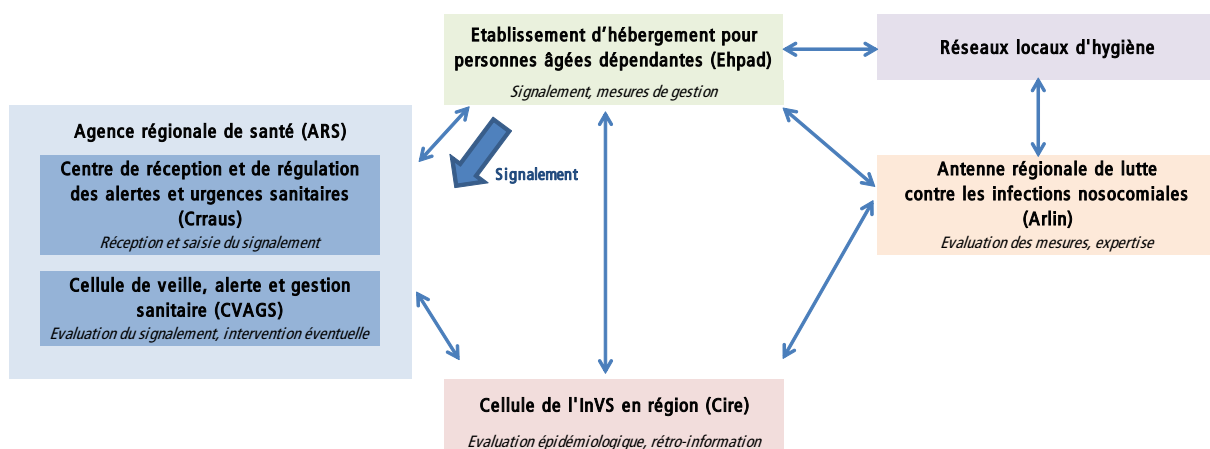 Etablissement d’hébergement pour
personnes âgées dépendantes (Ehpad)
Signalement, mesures de gestion
Réseaux locaux d'hygiène
Agence régionale de santé (ARS)
Centre de réception et de régulation
des alertes et urgences sanitaires
(Crraus)
Réception et saisie du signalement
Signalement
Antenne régionale de lutte
contre les infections nosocomiales
(Arlin)
Evaluation des mesures, expertise
Cellule de veille, alerte et gestion
sanitaire (CVAGS)
Evaluation du signalement, intervention éventuelle
Cellule de l'InVS en région (Cire)
Evaluation épidémiologique, rétro-information